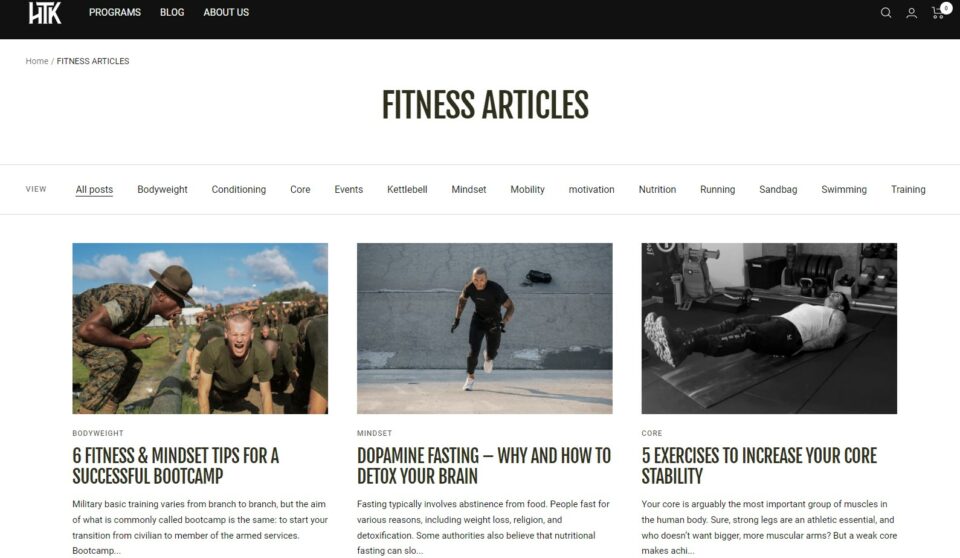 HTK PROGRAMS BLOG ABOUT US 0
Home / FITNESS ARTICLES
FITNESS ARTICLES
VIEW All posts Bodyweight Conditioning Core Events Kettlebell Mindset Mobility motivation Nutrition Running Sandbag Swimming Training
BODYWEIGHT
6 FITNESS & MINDSET TIPS FOR A
SUCCESSFUL BOOTCAMP
Military basic training varies from branch to branch, but the aim
of what is commonly called bootcamp is the same: to start your
transition from civilian to member of the armed services.
Bootcamp...
MINDSET
DOPAMINE FASTING – WHY AND HOW TO
DETOX YOUR BRAIN
Fasting typically involves abstinence from food. People fast for
various reasons, including weight loss, religion, and
detoxification. Some authorities also believe that nutritional
fasting can slo...
CORE
5 EXERCISES TO INCREASE YOUR CORE
STABILITY
Your core is arguably the most important group of muscles in
the human body. Sure, strong legs are an athletic essential, and
who doesn't want bigger, more muscular arms? But a weak core
makes achi...